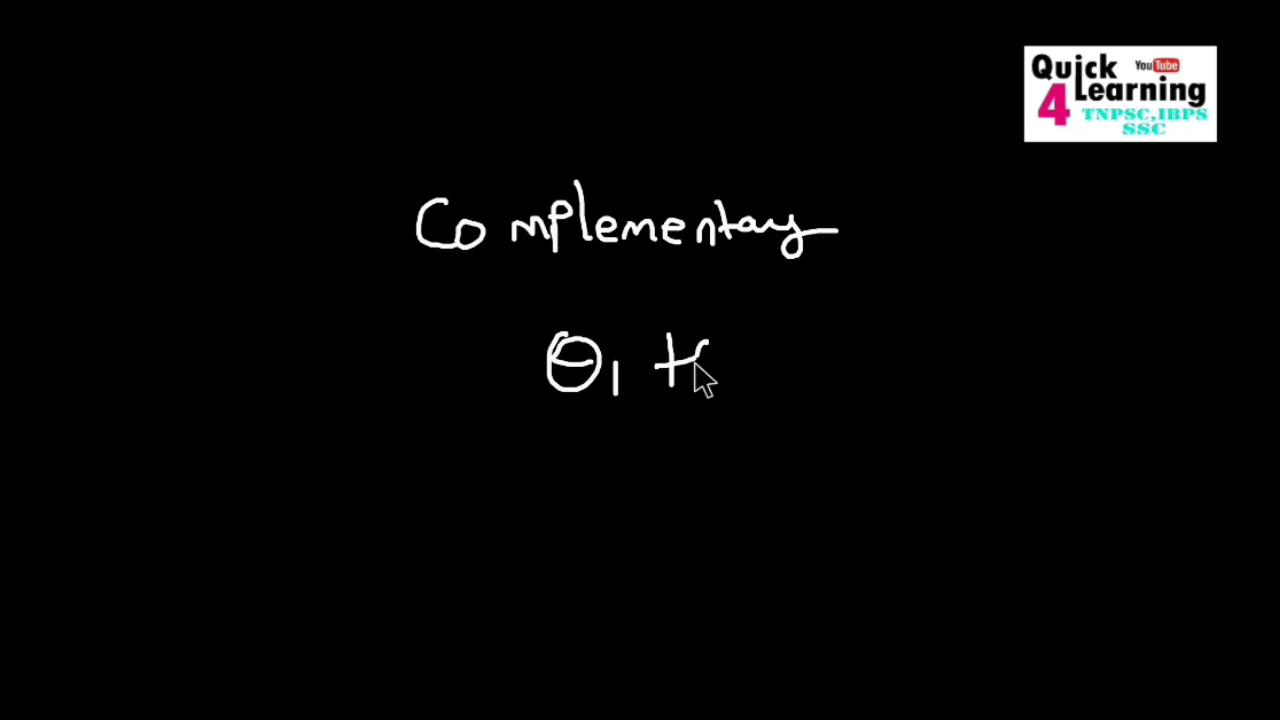 Quick YouTube
4 Learning
TNPSC,IBPS
SSC
Complementary
θ1 +